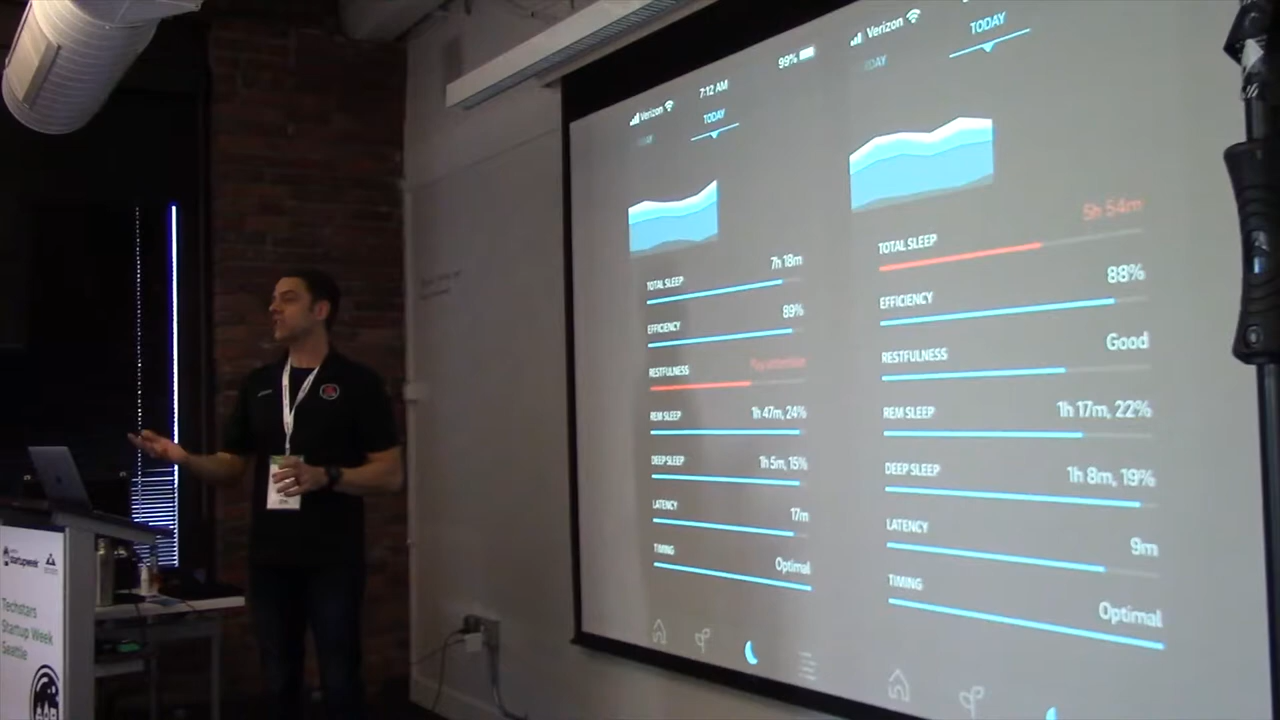 Verizon
7:12 AM
99%
TODAY
TOTAL SLEEP 7h 18m
EFFICIENCY 89%
RESTFULNESS Pay attention
REM SLEEP 1h 47m, 24%
DEEP SLEEP 1h 5m, 15%
LATENCY 17m
TIMING Optimal
Verizon
TODAY
5h 54m
TOTAL SLEEP
EFFICIENCY 88%
RESTFULNESS Good
REM SLEEP 1h 17m, 22%
DEEP SLEEP 1h 8m, 19%
LATENCY 9m
TIMING Optimal
startupweek
Techstars
Startup Week
Seattle